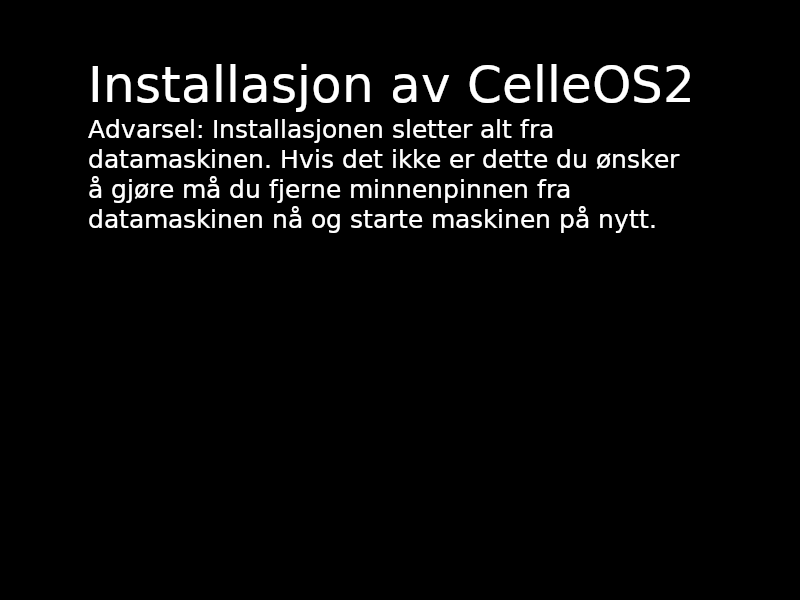 Installasjon av CelleOS2
Advarsel: Installasjonen sletter alt fra
datamaskinen. Hvis det ikke er dette du ønsker
å gjøre må du fjerne minnenpinnen fra
datamaskinen nå og starte maskinen på nytt.